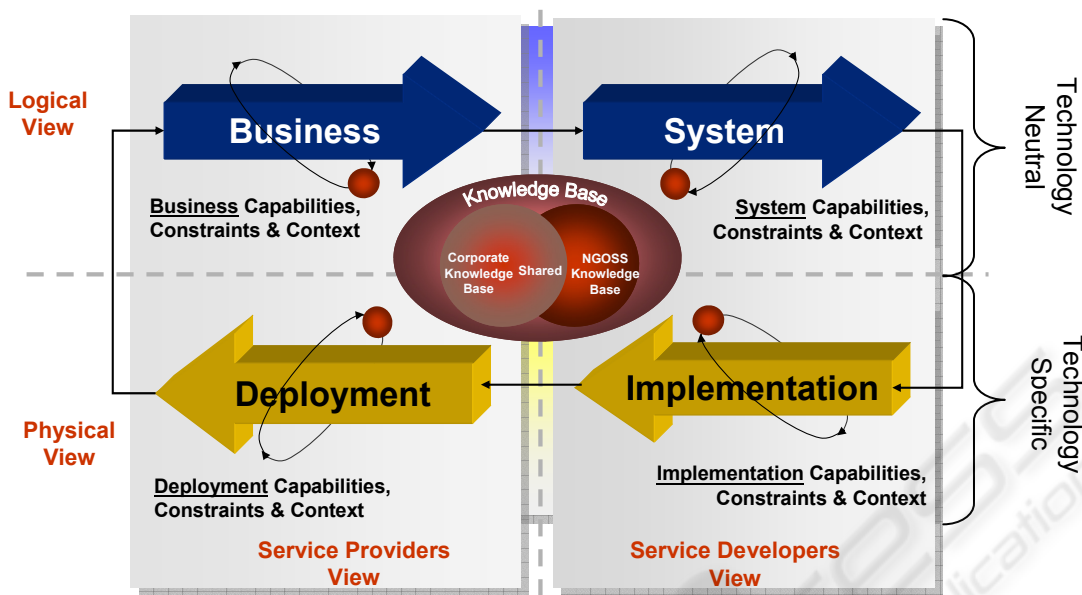 Logical
View
Business
System
Business Capabilities,
Constraints & Context
System Capabilities,
Constraints & Context
Technology
Neutral
Knowledge Base
Corporate
Knowledge
Base
Shared
NGOSS
Knowledge
Base
Deployment
Implementation
Physical
View
Deployment Capabilities,
Constraints & Context
Implementation Capabilities,
Constraints & Context
Technology
Specific
Service Providers
View
Service Developers
View